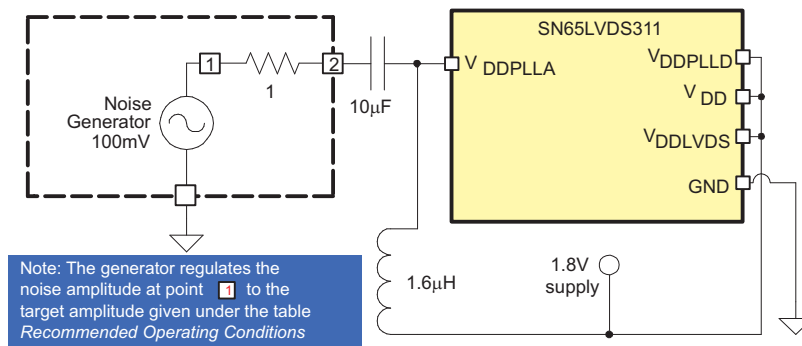 SN65LVDS311
1
2
V DDPLLA
VDDPLLD
V DD
VDDLVDS
GND
1
10μF
Noise
Generator
100mV
1.6μH
1.8V
supply
Note: The generator regulates the
noise amplitude at point 1 to the
target amplitude given under the table
Recommended Operating Conditions